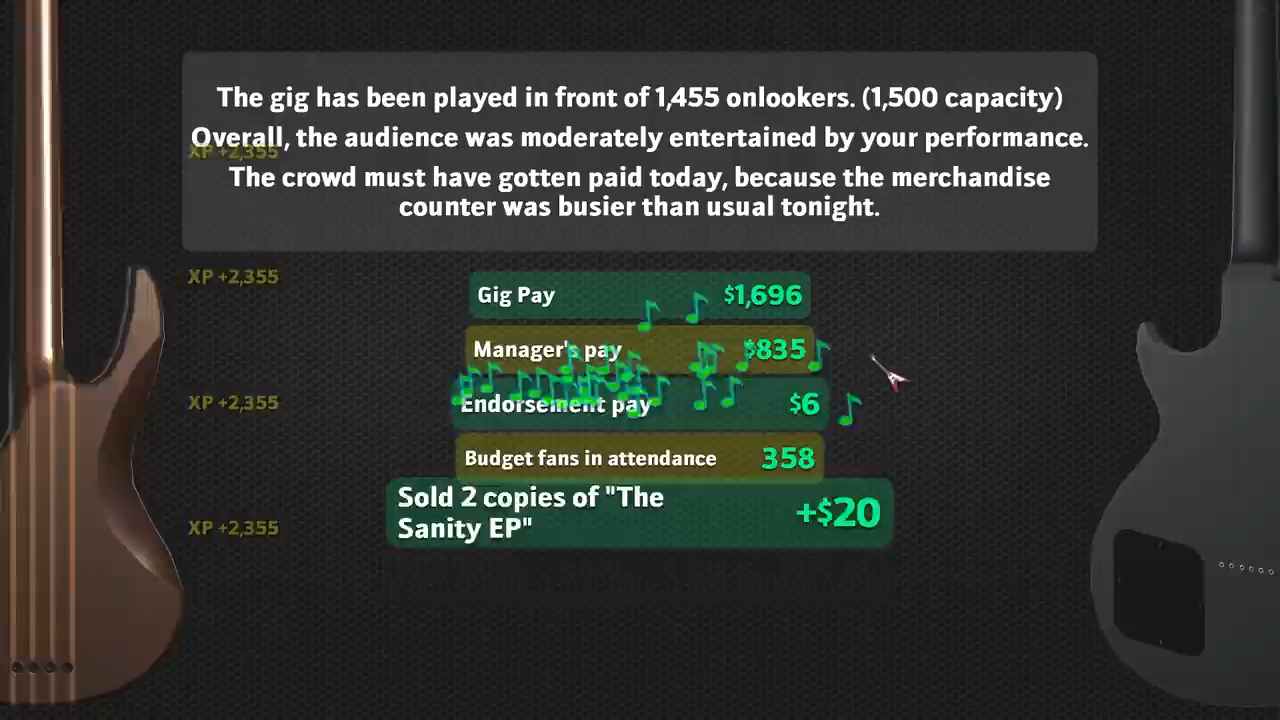 The gig has been played in front of 1,455 onlookers. (1,500 capacity)
Overall, the audience was moderately entertained by your performance.
XP +2,355
The crowd must have gotten paid today, because the merchandise
counter was busier than usual tonight.
XP +2,355
Gig Pay $1,696
Manager's pay $835
XP +2,355
Endorsement pay $6
Budget fans in attendance 358
Sold 2 copies of "The
Sanity EP" +$20
XP +2,355